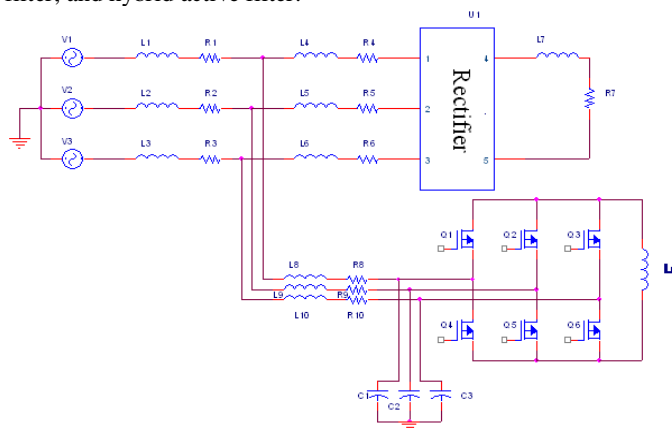 filter, and hybrid active filter.
U1
V1 L1 R1 L4 R4 1 4 L7
V2 L2 R2 L5 R5 2 Rectifier R7
V3 L3 R3 L6 R6 3 5
Q1 Q2 Q3
L8 R8
L9 R9
L10 R10
Q4 Q5 Q6
C1 C2 C3